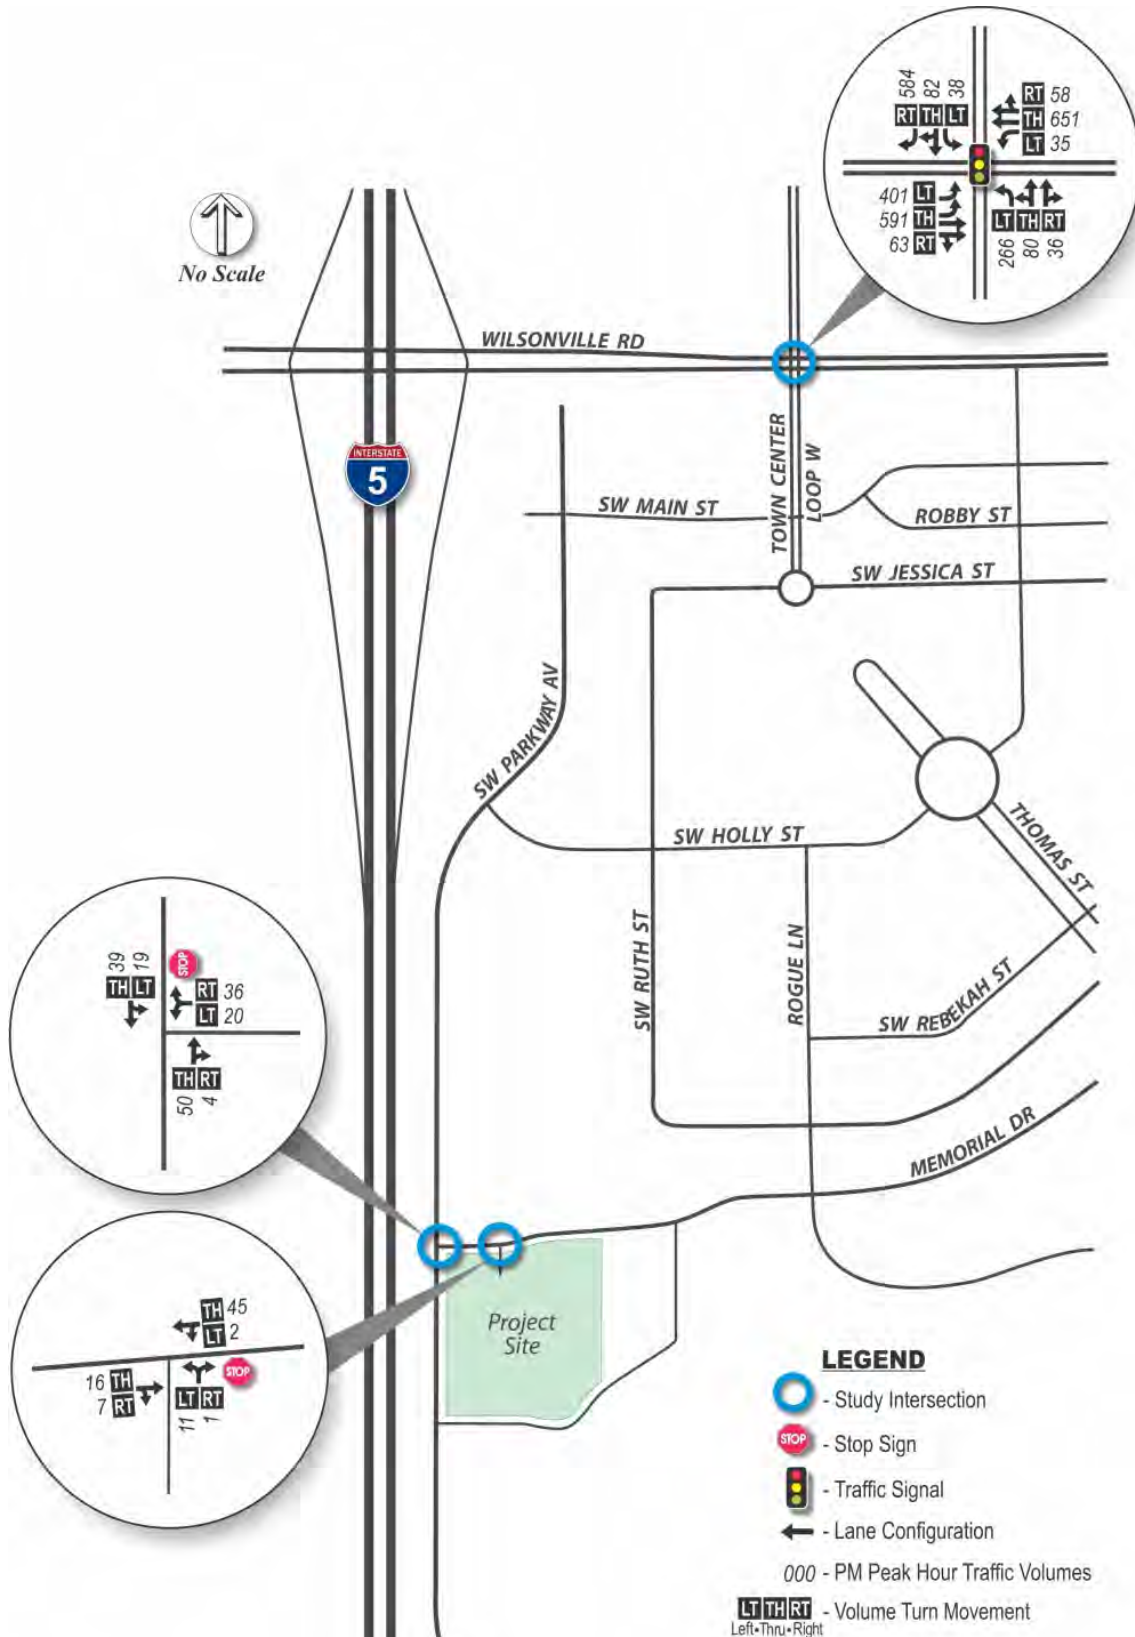 584 82 38
RT TH LT
RT 58
TH 651
LT 35
401 LT
591 TH
63 RT
LT TH RT
266 80 36
No Scale
WILSONVILLE RD
TOWN CENTER
LOOP W
INTERSTATE
5
SW MAIN ST
ROBBY ST
SW JESSICA ST
SW PARKWAY AV
SW HOLLY ST
THOMAS ST
SW RUTH ST
ROGUE LN
SW REBEKAH ST
MEMORIAL DR
39 19
TH LT
STOP
RT 36
LT 20
TH RT
50 4
TH 45
LT 2
16 TH
7 RT
LT RT
STOP
11 1
Project
Site
LEGEND
- Study Intersection
STOP - Stop Sign
- Traffic Signal
- Lane Configuration
000 - PM Peak Hour Traffic Volumes
LT TH RT - Volume Turn Movement
Left•Thru•Right